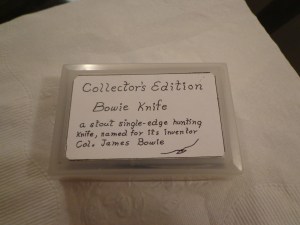 Collector's Edition
Bowie Knife
a stout single-edge hunting
knife, named for its inventor
Col. James Bowie